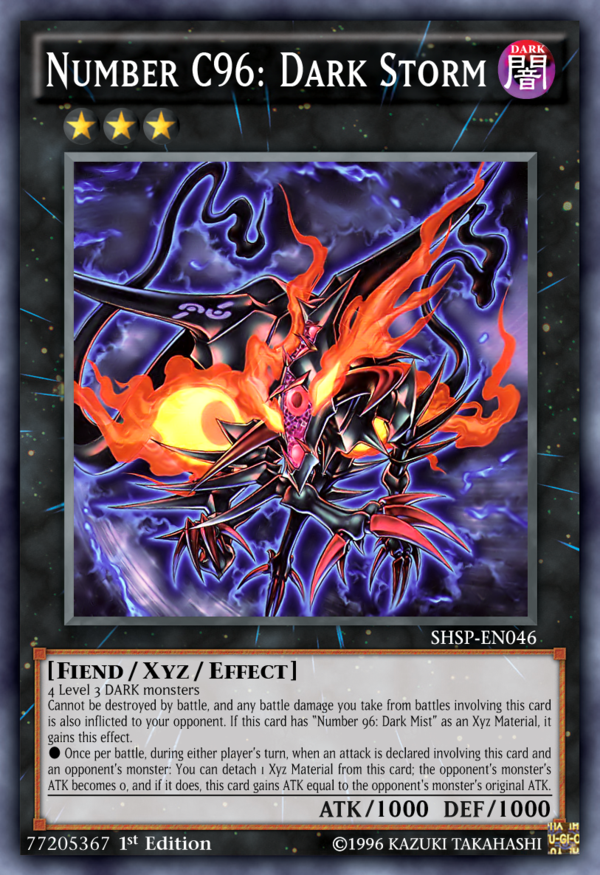 NUMBER C96: DARK STORM
DARK
闇
SHSP-EN046
[FIEND / XYZ / EFFECT]
4 Level 3 DARK monsters
Cannot be destroyed by battle, and any battle damage you take from battles involving this card
is also inflicted to your opponent. If this card has "Number 96: Dark Mist" as an Xyz Material, it
gains this effect.
● Once per battle, during either player's turn, when an attack is declared involving this card and
an opponent's monster: You can detach 1 Xyz Material from this card; the opponent's monster's
ATK becomes 0, and if it does, this card gains ATK equal to the opponent's monster's original ATK.
ATK/1000 DEF/1000
77205367 1st Edition ©1996 KAZUKI TAKAHASHI